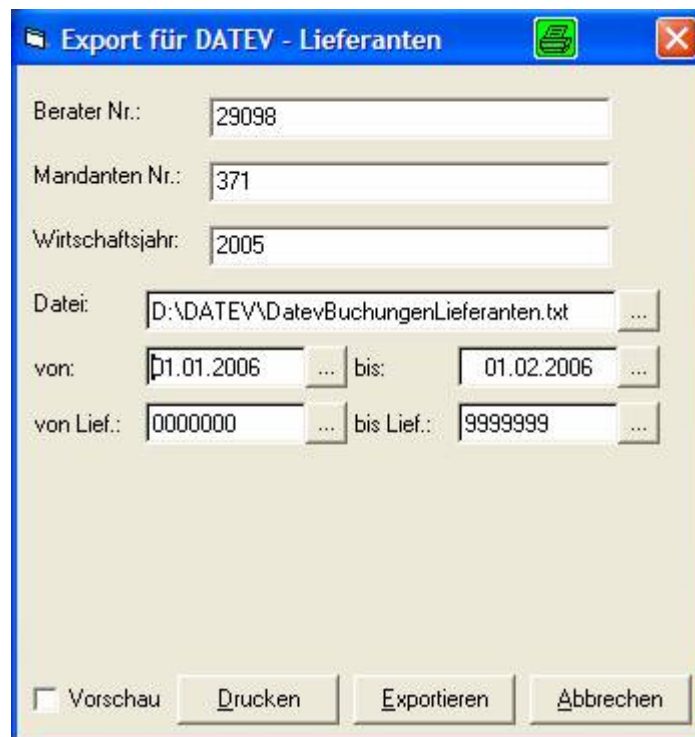 Export für DATEV - Lieferanten
Berater Nr.: 29098
Mandanten Nr.: 371
Wirtschaftsjahr: 2005
Datei: D:\DATEV\DatevBuchungenLieferanten.txt ...
von: 01.01.2006 ... bis: 01.02.2006 ...
von Lief.: 0000000 ... bis Lief.: 9999999 ...
Vorschau Drucken Exportieren Abbrechen